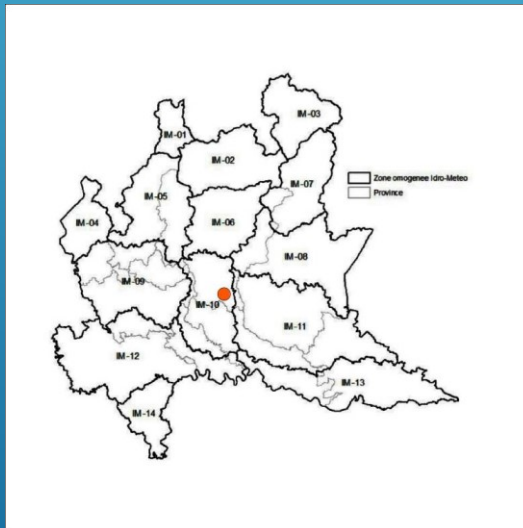 IM-03
IM-01
IM-02
IM-07
Zone omogenee Idro-Meteo
Province
IM-05
IM-04
IM-06
IM-08
IM-09
IM-10
IM-11
IM-12
IM-13
IM-14